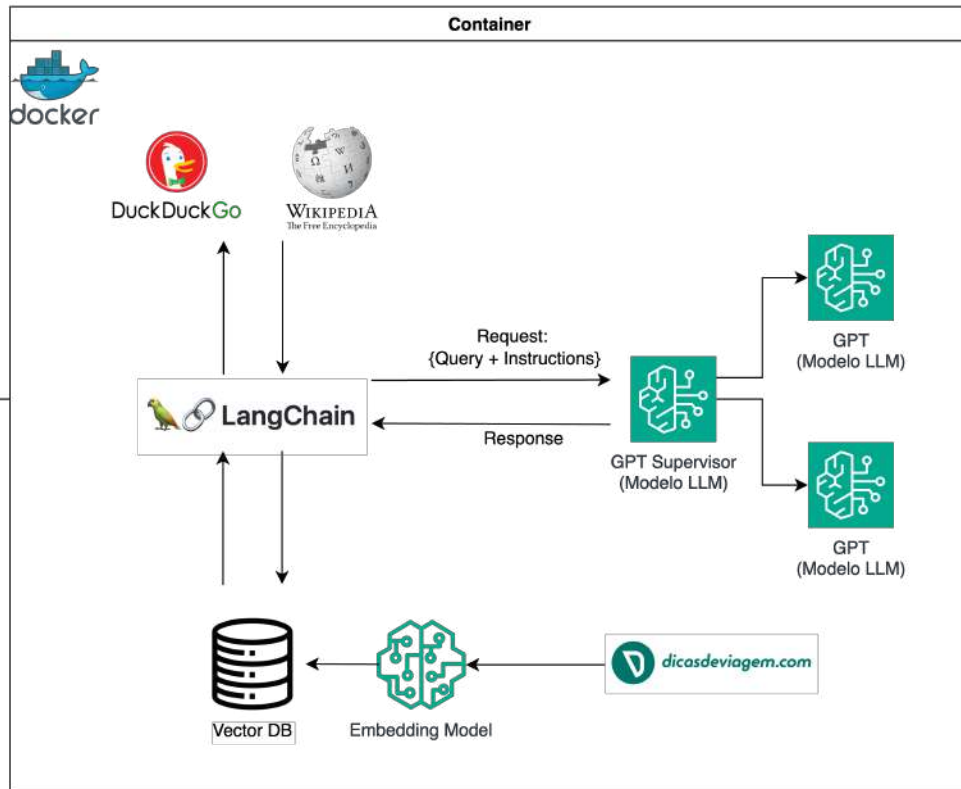 Container
docker
DuckDuckGo
WIKIPEDIA
The Free Encyclopedia
Request:
{Query + Instructions}
GPT
(Modelo LLM)
LangChain
Response
GPT Supervisor
(Modelo LLM)
GPT
(Modelo LLM)
dicasdeviagem.com
Vector DB
Embedding Model